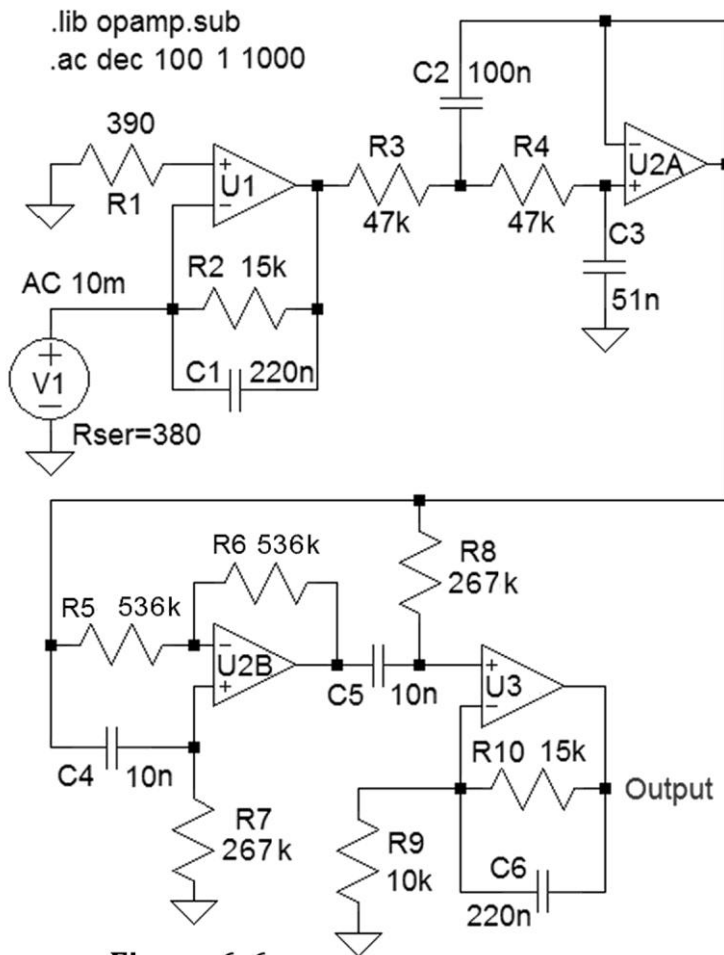 .lib opamp.sub
.ac dec 100 1 1000
C2 100n
390
R1
+
U1
−
R3
47k
R4
47k
−
U2A
+
C3
51n
AC 10m
R2 15k
C1 220n
+
V1
−
Rser=380
R6 536k
R8
267k
R5 536k
−
U2B
+
C5 10n
+
U3
−
C4 10n
R10 15k
Output
R7
267k
R9
10k
C6
220n